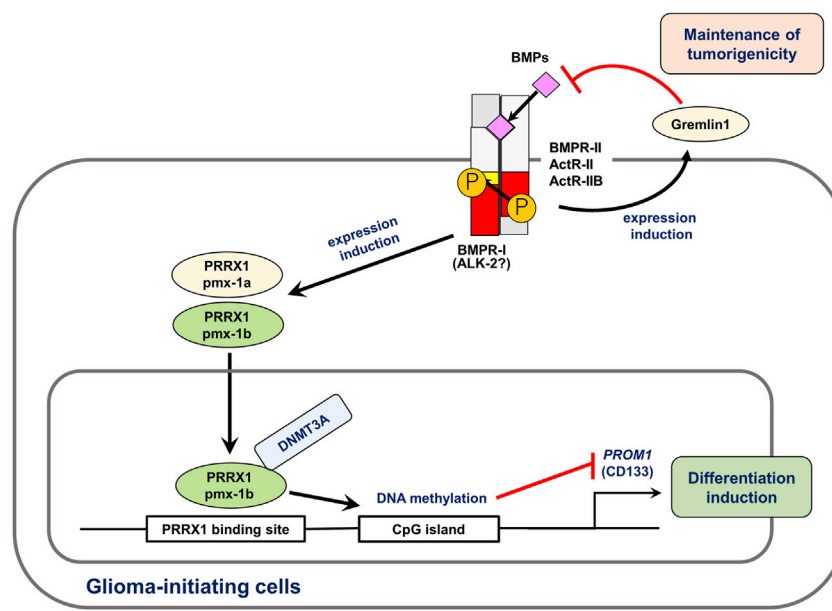 Maintenance of
tumorigenicity
BMPs
Gremlin1
BMPR-II
ActR-II
ActR-IIB
P
P
expression
induction
BMPR-I
(ALK-2?)
expression
induction
PRRX1
pmx-1a
PRRX1
pmx-1b
DNMT3A
PRRX1
pmx-1b
DNA methylation
PROM1
(CD133)
Differentiation
induction
PRRX1 binding site
CpG island
Glioma-initiating cells